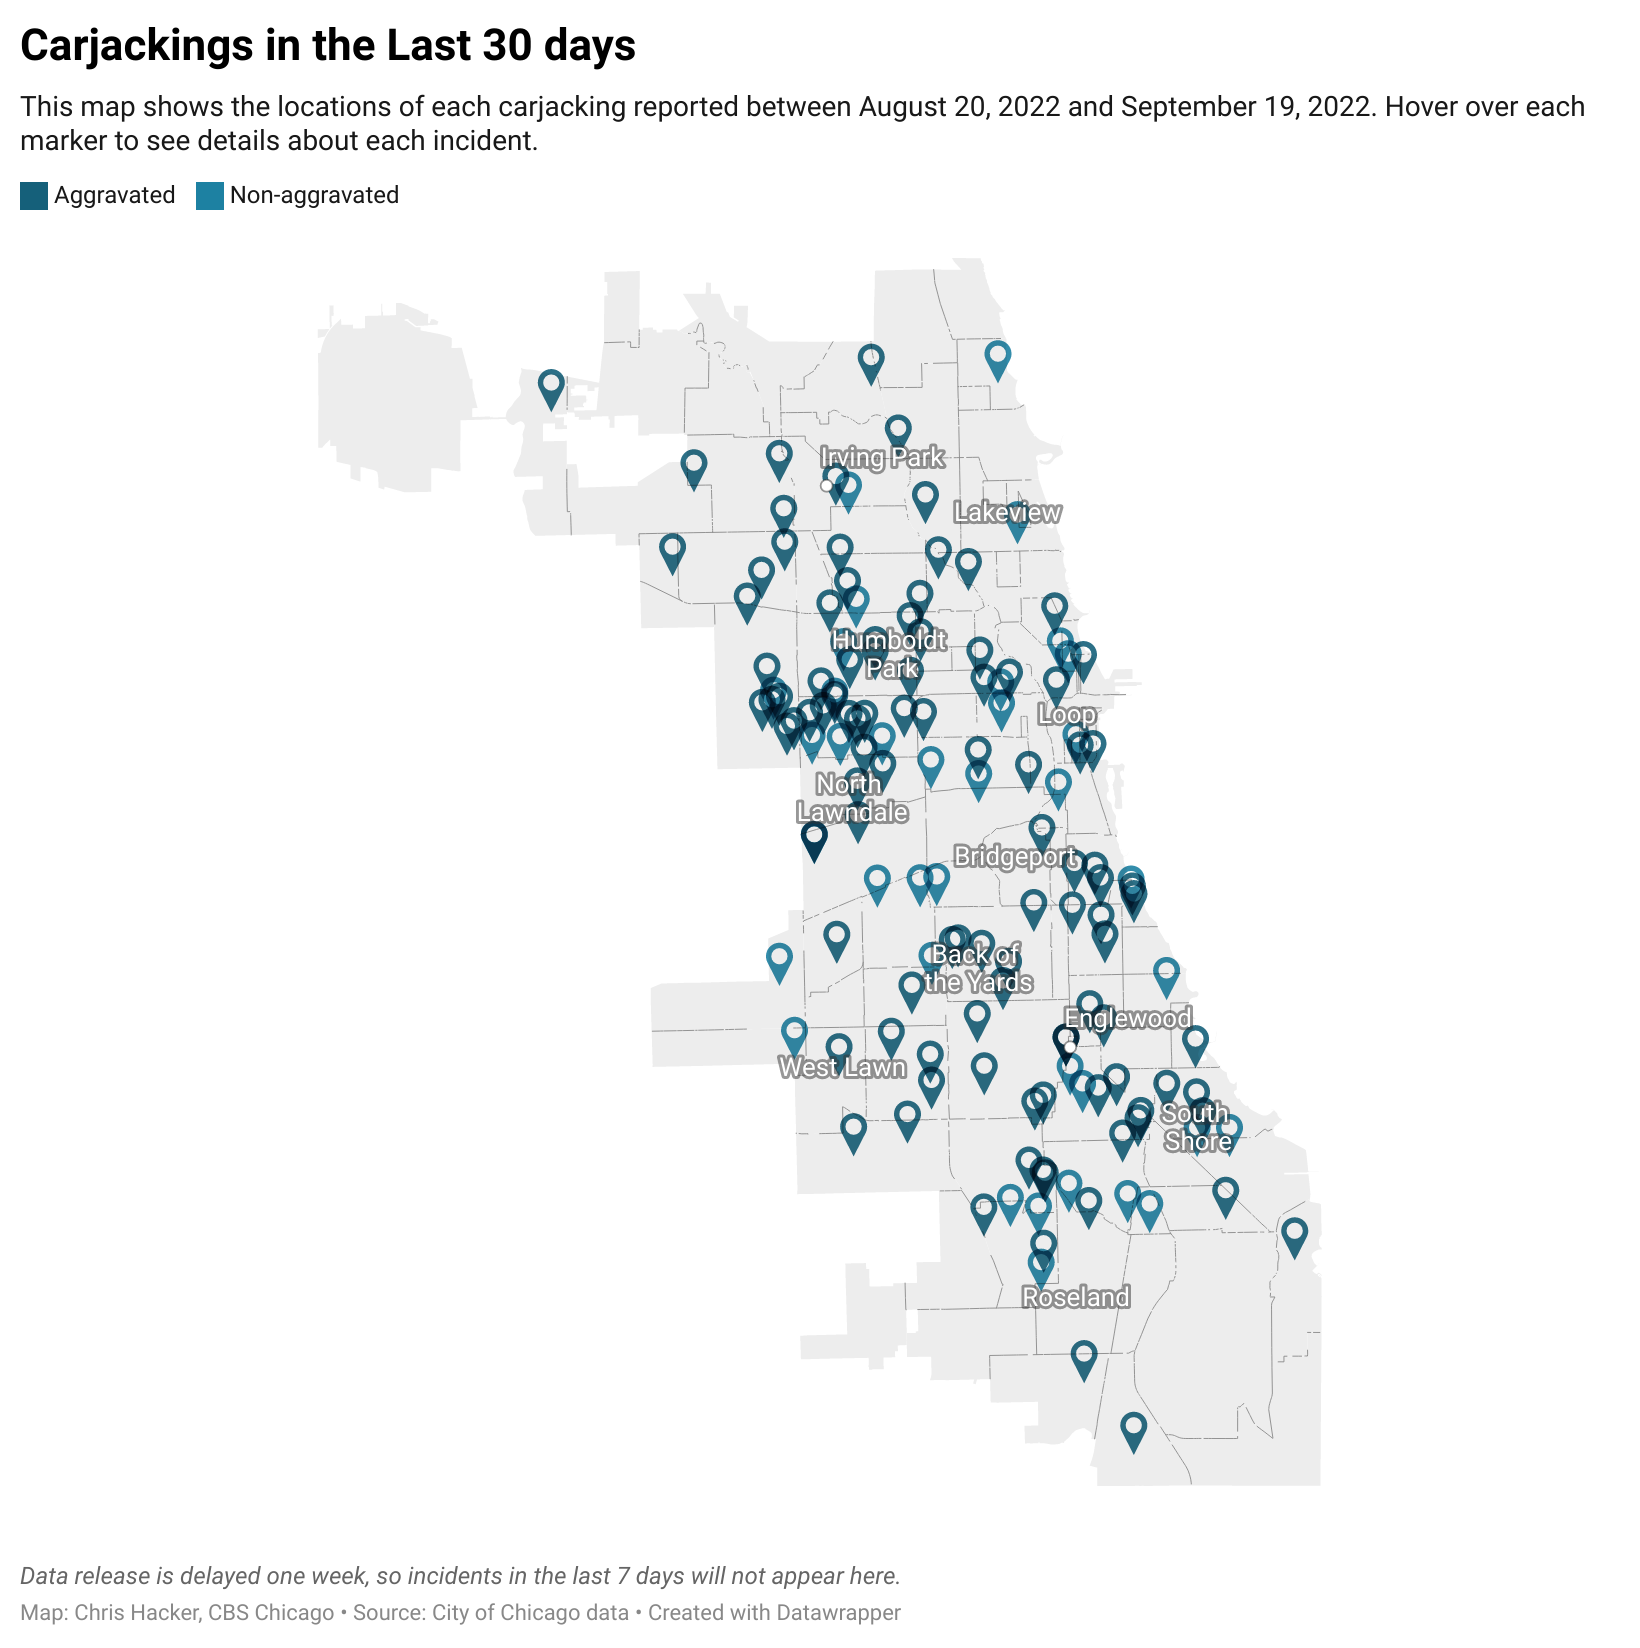 Carjackings in the Last 30 days
This map shows the locations of each carjacking reported between August 20, 2022 and September 19, 2022. Hover over each
marker to see details about each incident.
Aggravated Non-aggravated
Irving Park
Lakeview
Humboldt
Park
Loop
North
Lawndale
Bridgeport
Back of
the Yards
Englewood
West Lawn
South
Shore
Roseland
Data release is delayed one week, so incidents in the last 7 days will not appear here.
Map: Chris Hacker, CBS Chicago • Source: City of Chicago data • Created with Datawrapper